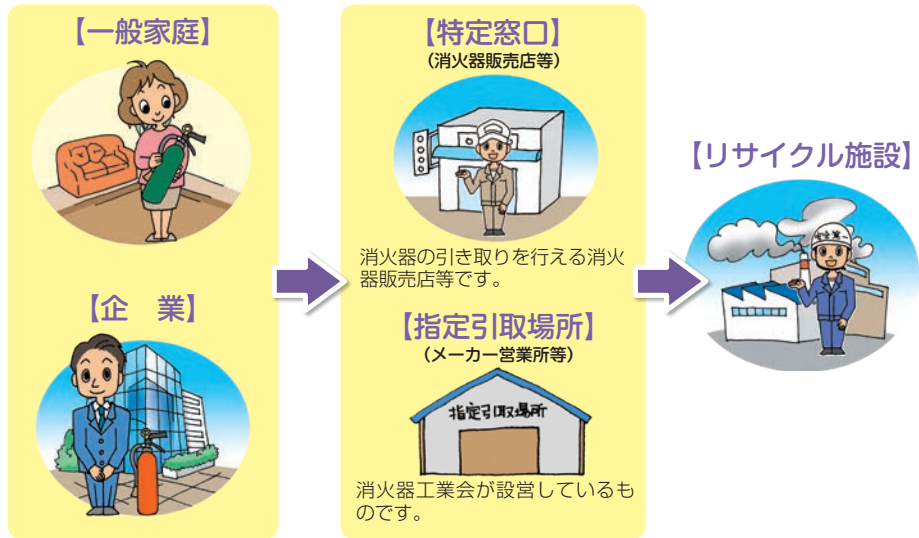 【一般家庭】
【企　業】
【特定窓口】
（消火器販売店等）
消火器の引き取りを行える消火
器販売店等です。
【指定引取場所】
（メーカー営業所等）
指定引取場所
消火器工業会が設営しているも
のです。
【リサイクル施設】